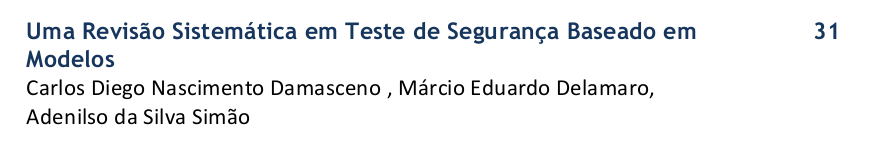 Uma Revisão Sistemática em Teste de Segurança Baseado em 31
Modelos
Carlos Diego Nascimento Damasceno , Márcio Eduardo Delamaro,
Adenilso da Silva Simão